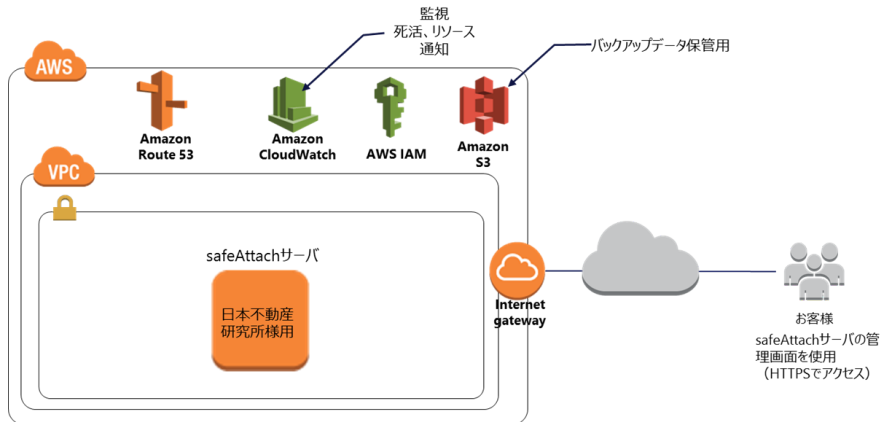 監視
死活、リソース
通知
バックアップデータ保管用
AWS
Amazon
Route 53
Amazon
CloudWatch
AWS IAM
Amazon
S3
VPC
safeAttachサーバ
日本不動産
研究所様用
Internet
gateway
お客様
safeAttachサーバの管
理画面を使用
（HTTPSでアクセス）